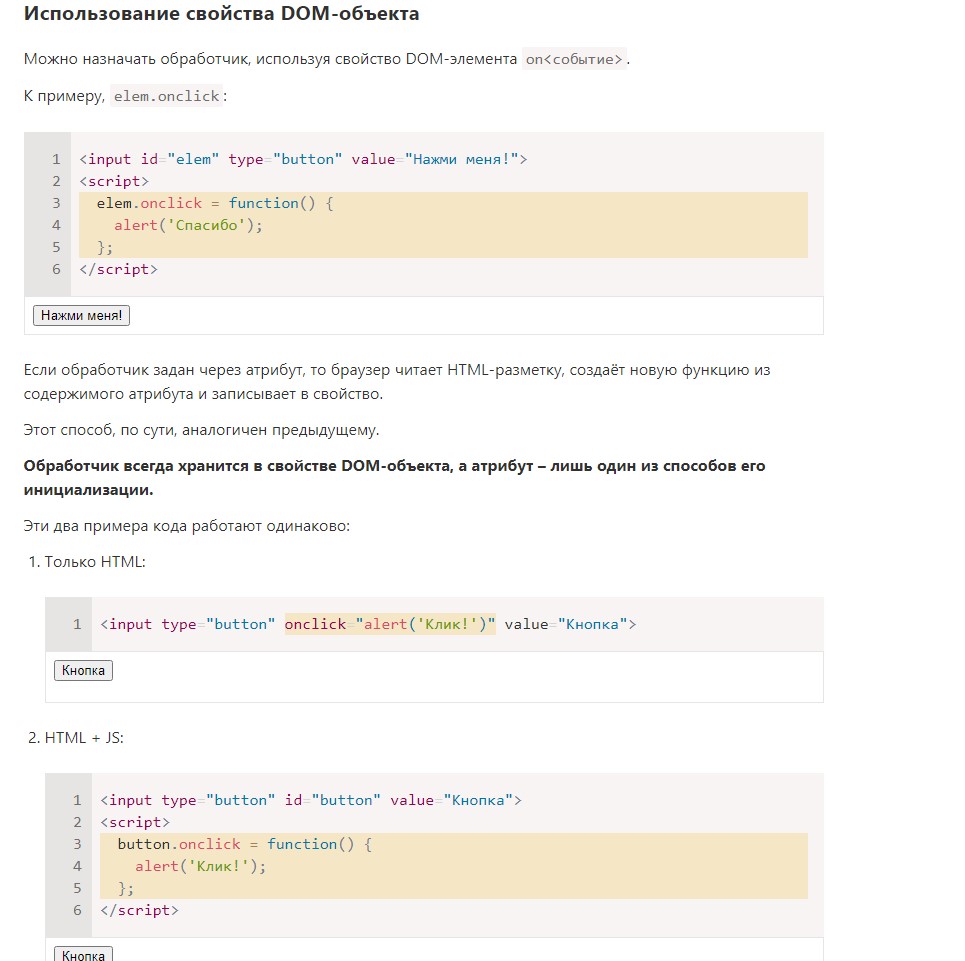 Использование свойства DOM-объекта
Можно назначать обработчик, используя свойство DOM-элемента on<событие>.
К примеру, elem.onclick:
1 <input id="elem" type="button" value="Нажми меня!">
2 <script>
3   elem.onclick = function() {
4     alert('Спасибо');
5   };
6 </script>
Нажми меня!
Если обработчик задан через атрибут, то браузер читает HTML-разметку, создаёт новую функцию из
содержимого атрибута и записывает в свойство.
Этот способ, по сути, аналогичен предыдущему.
Обработчик всегда хранится в свойстве DOM-объекта, а атрибут – лишь один из способов его
инициализации.
Эти два примера кода работают одинаково:
1. Только HTML:
1 <input type="button" onclick="alert('Клик!')" value="Кнопка">
Кнопка
2. HTML + JS:
1 <input type="button" id="button" value="Кнопка">
2 <script>
3   button.onclick = function() {
4     alert('Клик!');
5   };
6 </script>
Кнопка